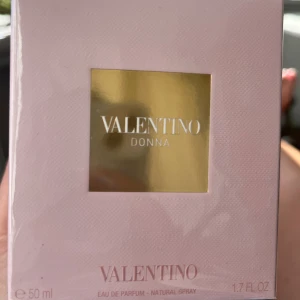 VALENTINO
DONNA
VALENTINO
℮ 50 ml EAU DE PARFUM - NATURAL SPRAY 1.7 FL.OZ